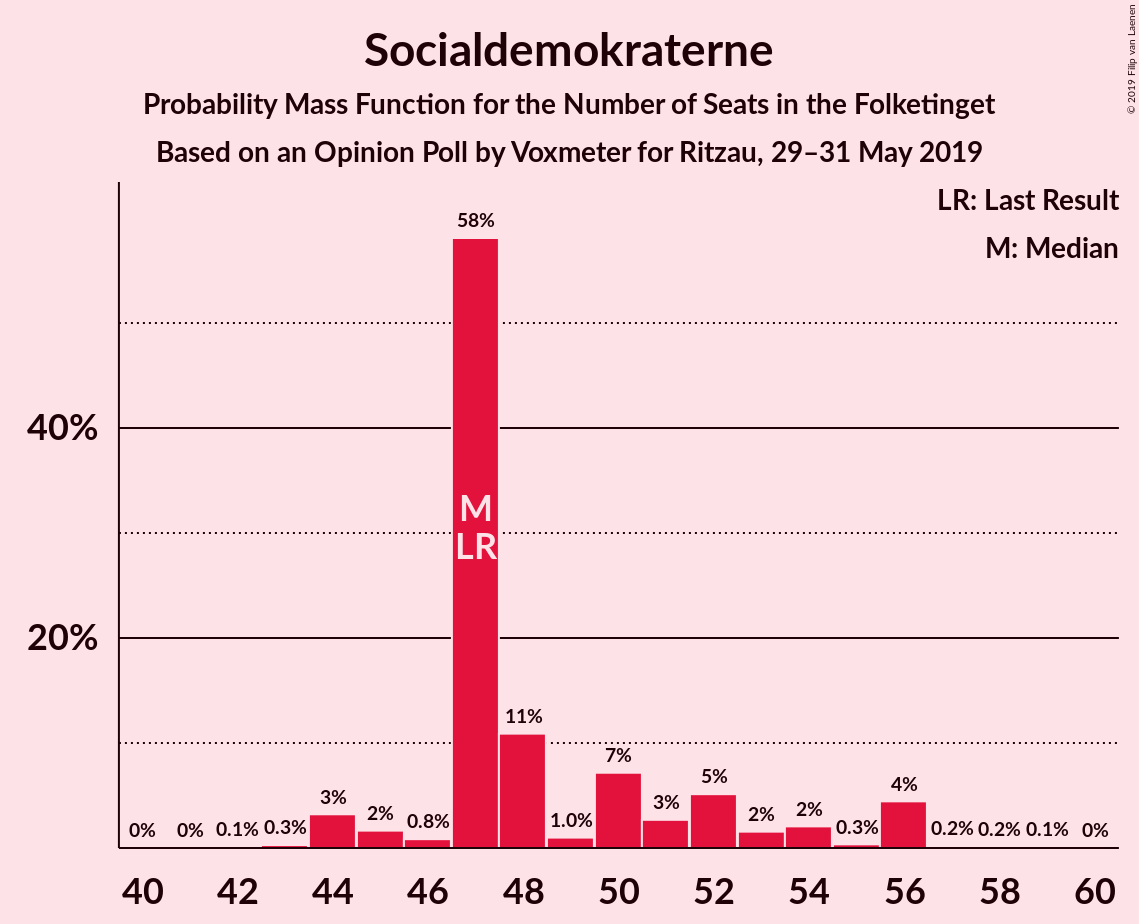 Socialdemokraterne
Probability Mass Function for the Number of Seats in the Folketinget
Based on an Opinion Poll by Voxmeter for Ritzau, 29–31 May 2019
© 2019 Filip van Laenen
LR: Last Result
M: Median
58%
40%
M
LR
20%
11%
7%
5%
4%
3%
3%
2%
2%
2%
0% 0% 0.1% 0.3% 0.8% 1.0% 0.3% 0.2% 0.2% 0.1% 0%
40 42 44 46 48 50 52 54 56 58 60